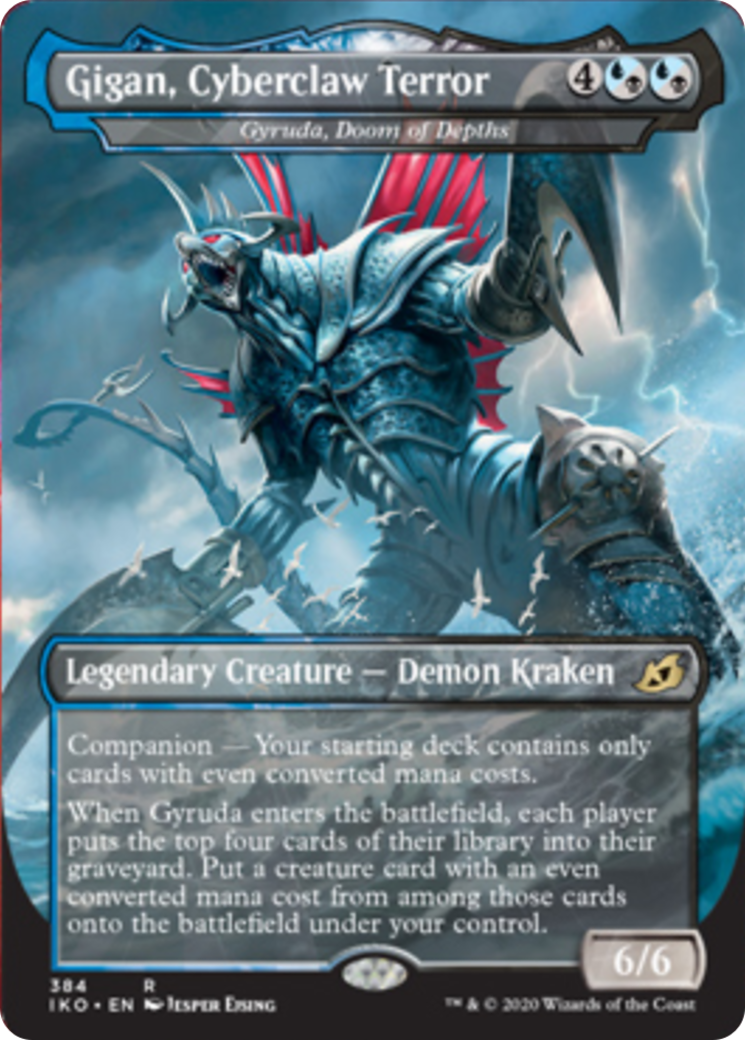 Gigan, Cyberclaw Terror 4
Gyruda, Doom of Depths
Legendary Creature — Demon Kraken
Companion — Your starting deck contains only
cards with even converted mana costs.
When Gyruda enters the battlefield, each player
puts the top four cards of their library into their
graveyard. Put a creature card with an even
converted mana cost from among those cards
onto the battlefield under your control.
6/6
384 R
IKO • EN Jesper Ejsing
™ & © 2020 Wizards of the Coast